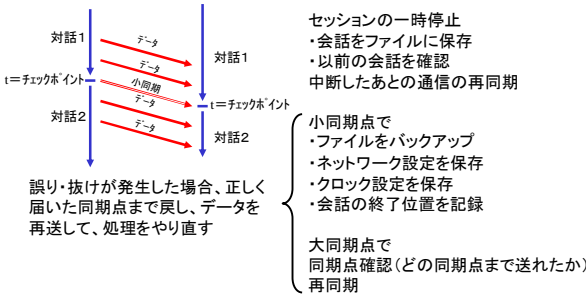 対話1
データ
対話1
データ
小同期
t=チェックポイント
t=チェックポイント
データ
対話2
データ
対話2
誤り・抜けが発生した場合、正しく
届いた同期点まで戻し、データを
再送して、処理をやり直す
セッションの一時停止
・会話をファイルに保存
・以前の会話を確認
中断したあとの通信の再同期
小同期点で
・ファイルをバックアップ
・ネットワーク設定を保存
・クロック設定を保存
・会話の終了位置を記録
大同期点で
同期点確認(どの同期点まで送れたか)
再同期